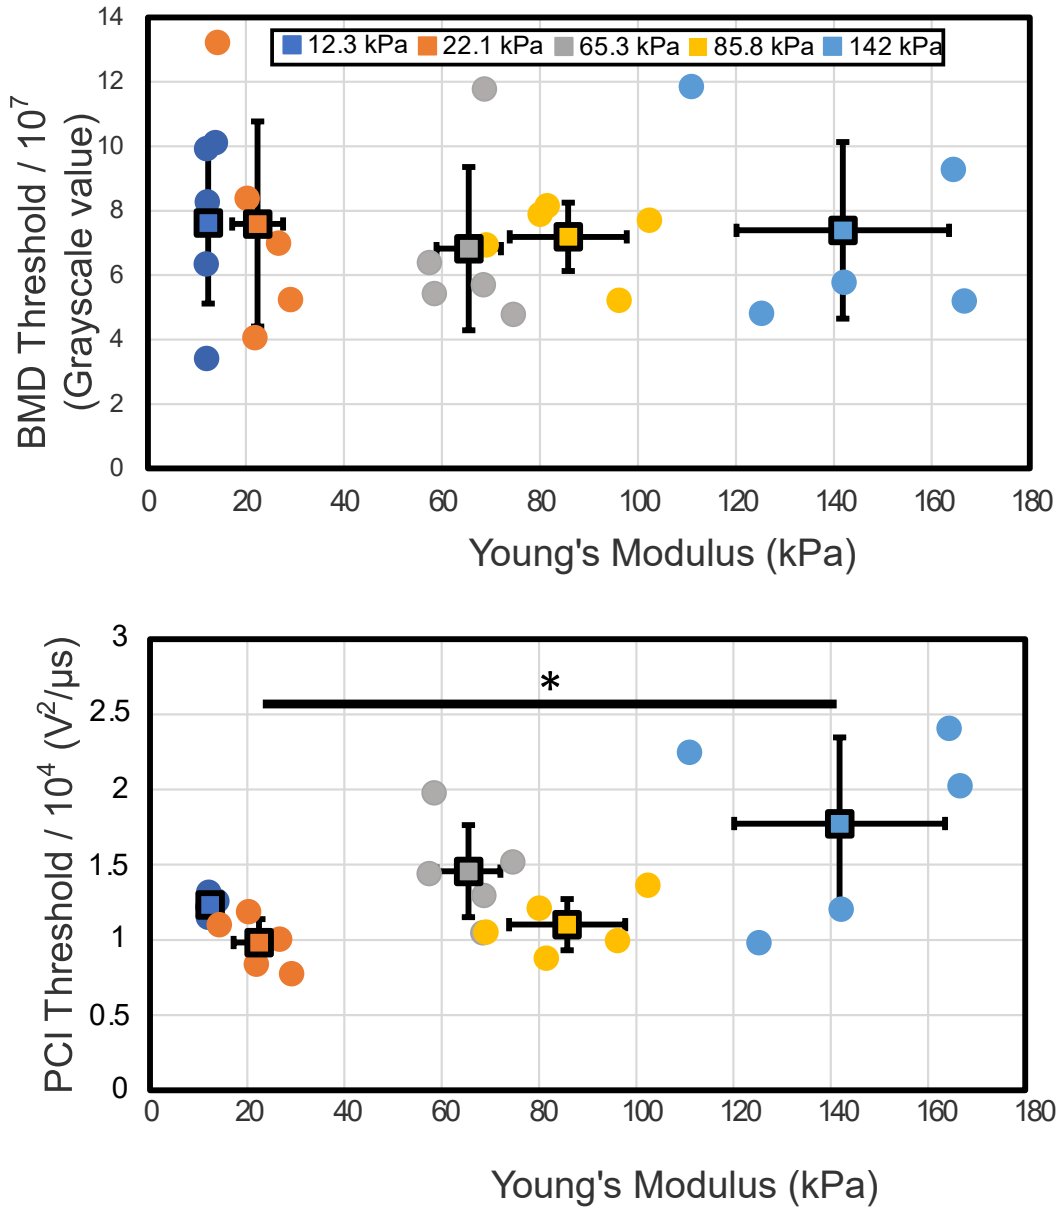 14
12.3 kPa 22.1 kPa 65.3 kPa 85.8 kPa 142 kPa
12
10
8
6
4
2
0
BMD Threshold / 10⁷
(Grayscale value)
0 20 40 60 80 100 120 140 160 180
Young's Modulus (kPa)
3
*
2.5
2
1.5
1
0.5
0
PCI Threshold / 10⁴ (V²/µs)
0 20 40 60 80 100 120 140 160 180
Young's Modulus (kPa)